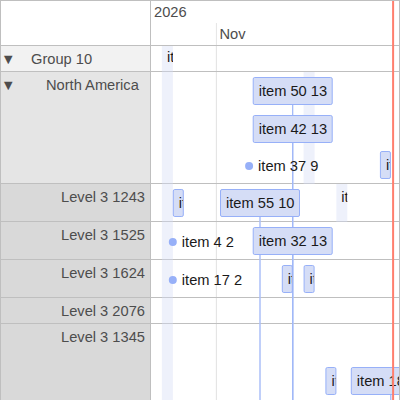 2026
Nov
Group 10
it
North America
item 50 13
item 42 13
item 37 9
Level 3 1243
item 55 10
it
Level 3 1525
item 4 2
item 32 13
Level 3 1624
item 17 2
Level 3 2076
Level 3 1345
item 18